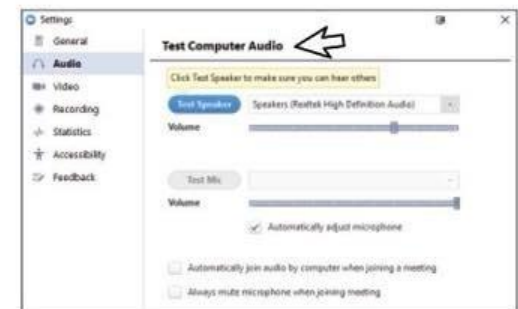 Settings
General
Audio
Video
Recording
Statistics
Accessibility
Feedback
Test Computer Audio
Click Test Speaker to make sure you can hear others
Test Speaker Speakers (Realtek High Definition Audio)
Volume
Test Mic
Volume
Automatically adjust microphone
Automatically join audio by computer when joining a meeting
Always mute microphone when joining meeting